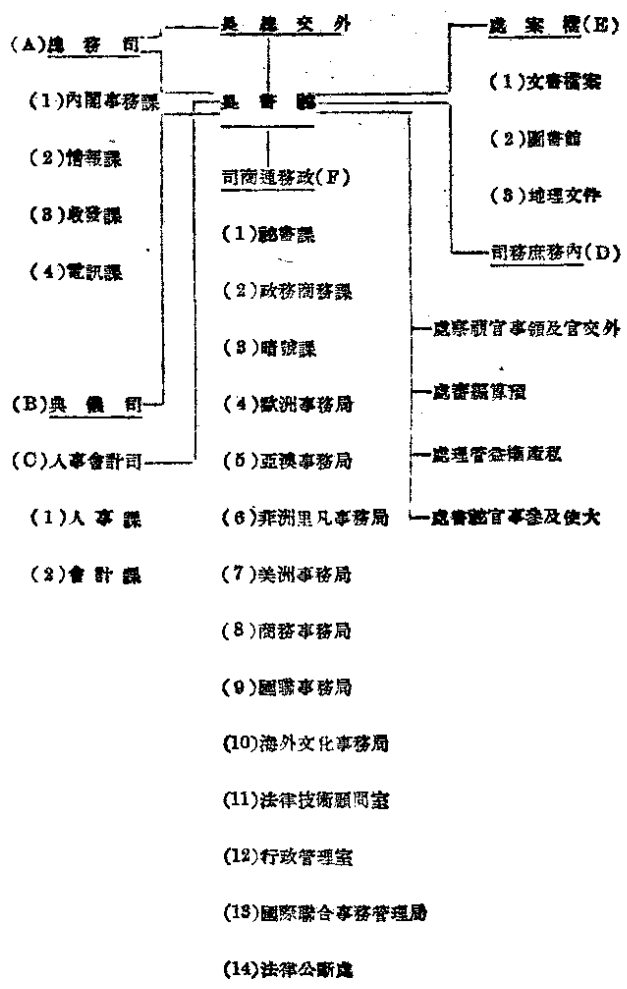 外交總長
秘書長
(A)總務司
(1)內閣事務課
(2)情報課
(3)收發課
(4)電訊課
(B)典儀司
(C)人事會計司
(1)人事課
(2)會計課
(F)政務通商司
(1)秘書課
(2)政務商務課
(3)暗號課
(4)歐洲事務局
(5)亞澳事務局
(6)非洲里凡事務局
(7)美洲事務局
(8)商務事務局
(9)國聯事務局
(10)海外文化事務局
(11)法律技術顧問室
(12)行政管理室
(13)國際聯合事務管理局
(14)法律公斷處
(E)檔案處
(1)文書檔案
(2)圖書館
(3)地理文件
(D)內務庶務司
外交官及領事官視察處
預算編審處
私產權益管理處
大使及參事官秘書處